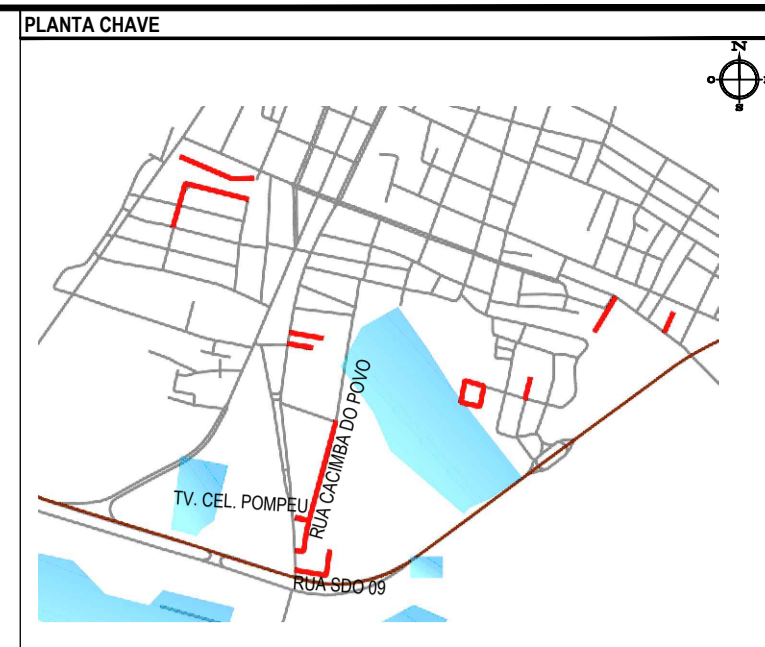 PLANTA CHAVE
N
O
S
RUA CACIMBA DO POVO
TV. CEL. POMPEU
RUA SDO 09